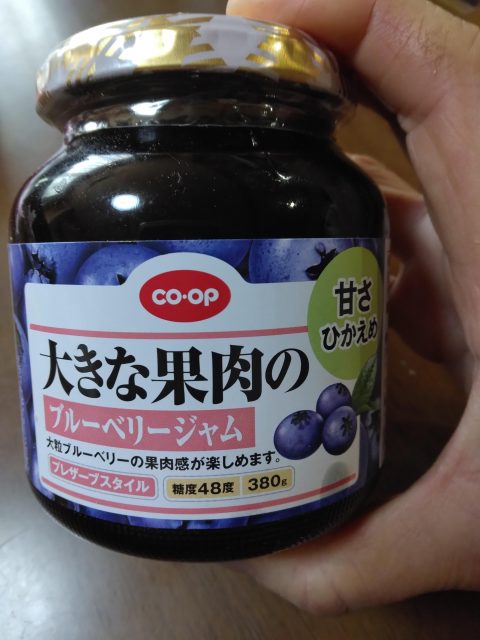 CO·OP
甘さ
ひかえめ
大きな果肉の
ブルーベリージャム
大粒ブルーベリーの果肉感が楽しめます。
プレザーブスタイル
糖度48度 380g